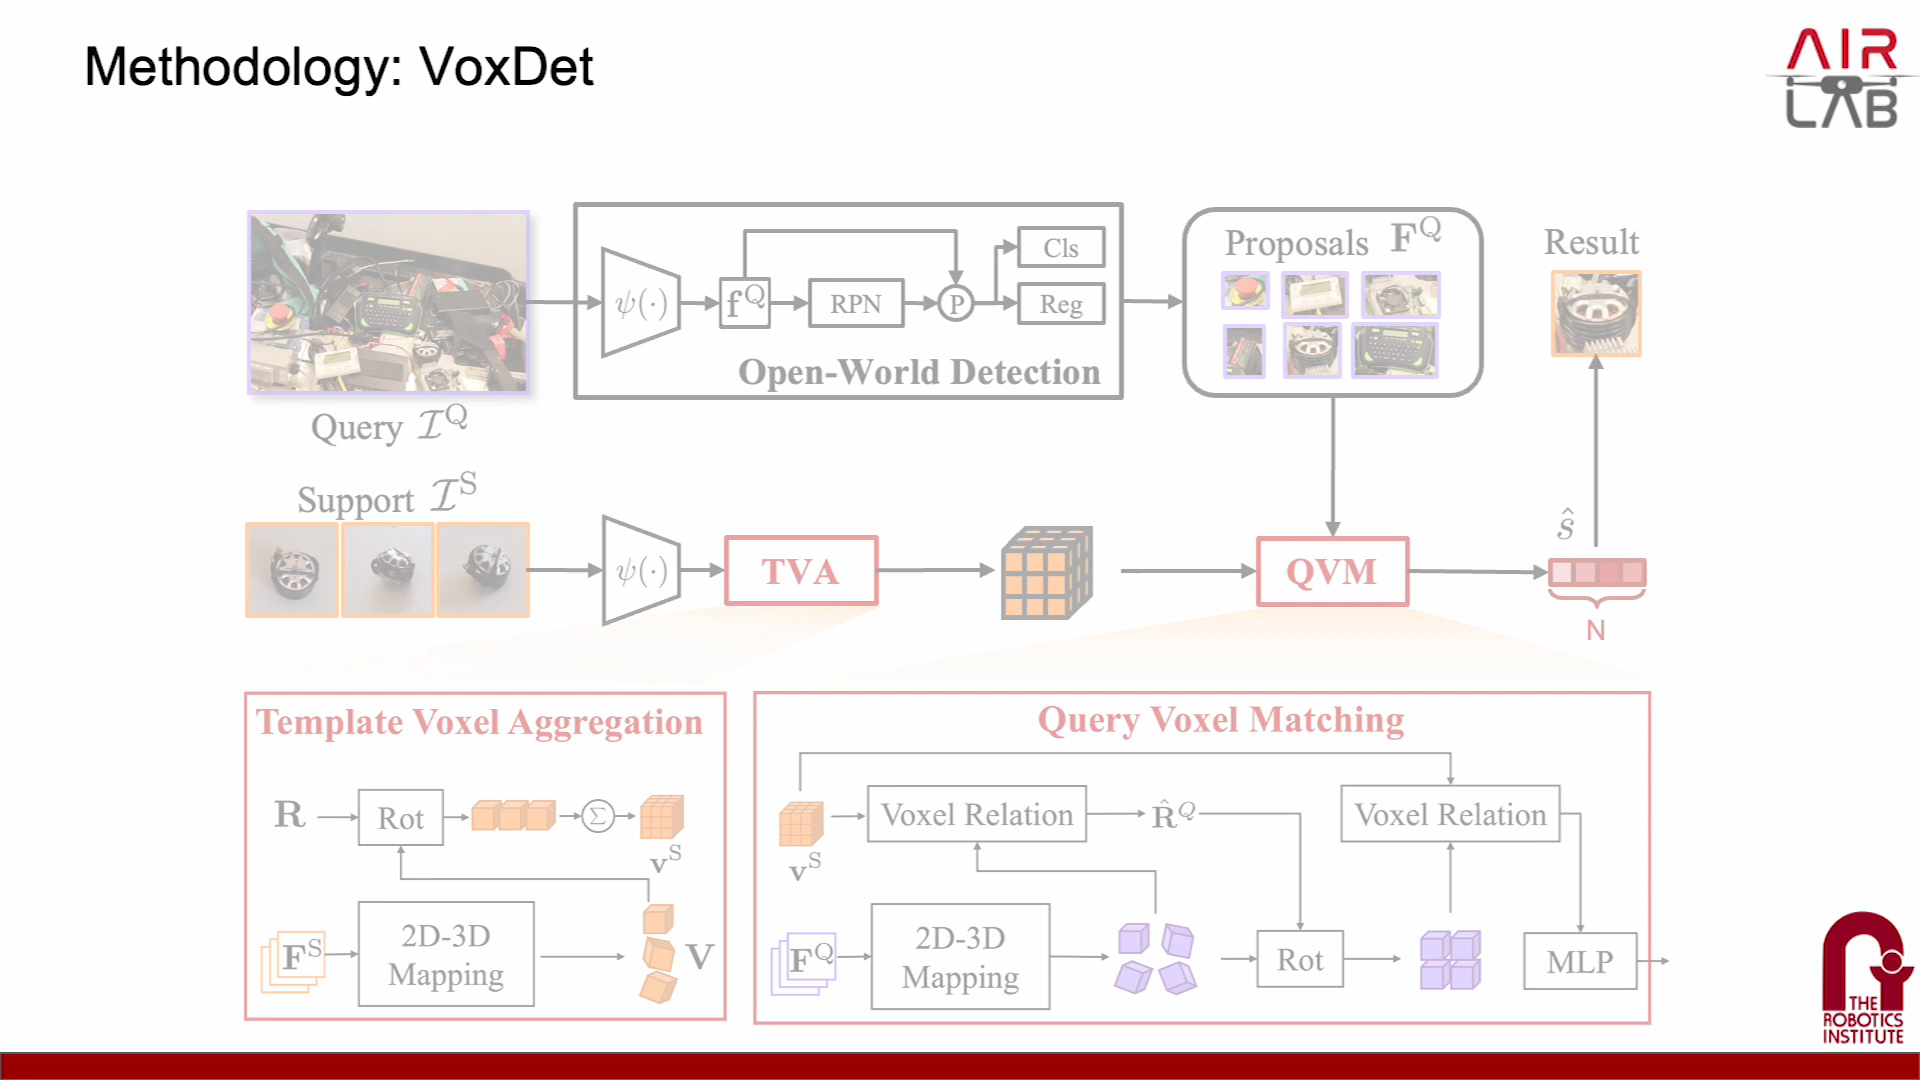 Methodology: VoxDet
AIR
LAB
ψ(·)
f^Q
RPN
P
Cls
Reg
Open-World Detection
Proposals F^Q
Result
Query 𝓘^Q
Support 𝓘^S
ψ(·)
TVA
QVM
ŝ
N
Template Voxel Aggregation
R
Rot
Σ
v^S
F^S
2D-3D
Mapping
V
Query Voxel Matching
v^S
Voxel Relation
R̂^Q
Voxel Relation
F^Q
2D-3D
Mapping
Rot
MLP
THE
ROBOTICS
INSTITUTE